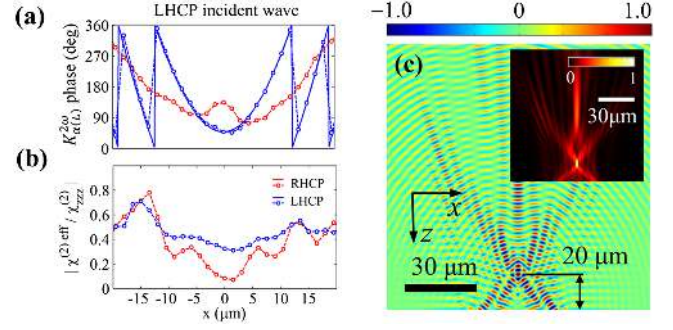 (a)
LHCP incident wave
360
270
180
90
0
K^{2ω}_{α(L)} phase (deg)
(b)
RHCP
LHCP
0.8
0.6
0.4
0.2
0
| χ^{(2) eff} / χ^{(2)}_{zzz} |
-15 -10 -5 0 5 10 15
x (μm)
-1.0 0 1.0
(c)
0 1
30μm
x
z
20 μm
30 μm